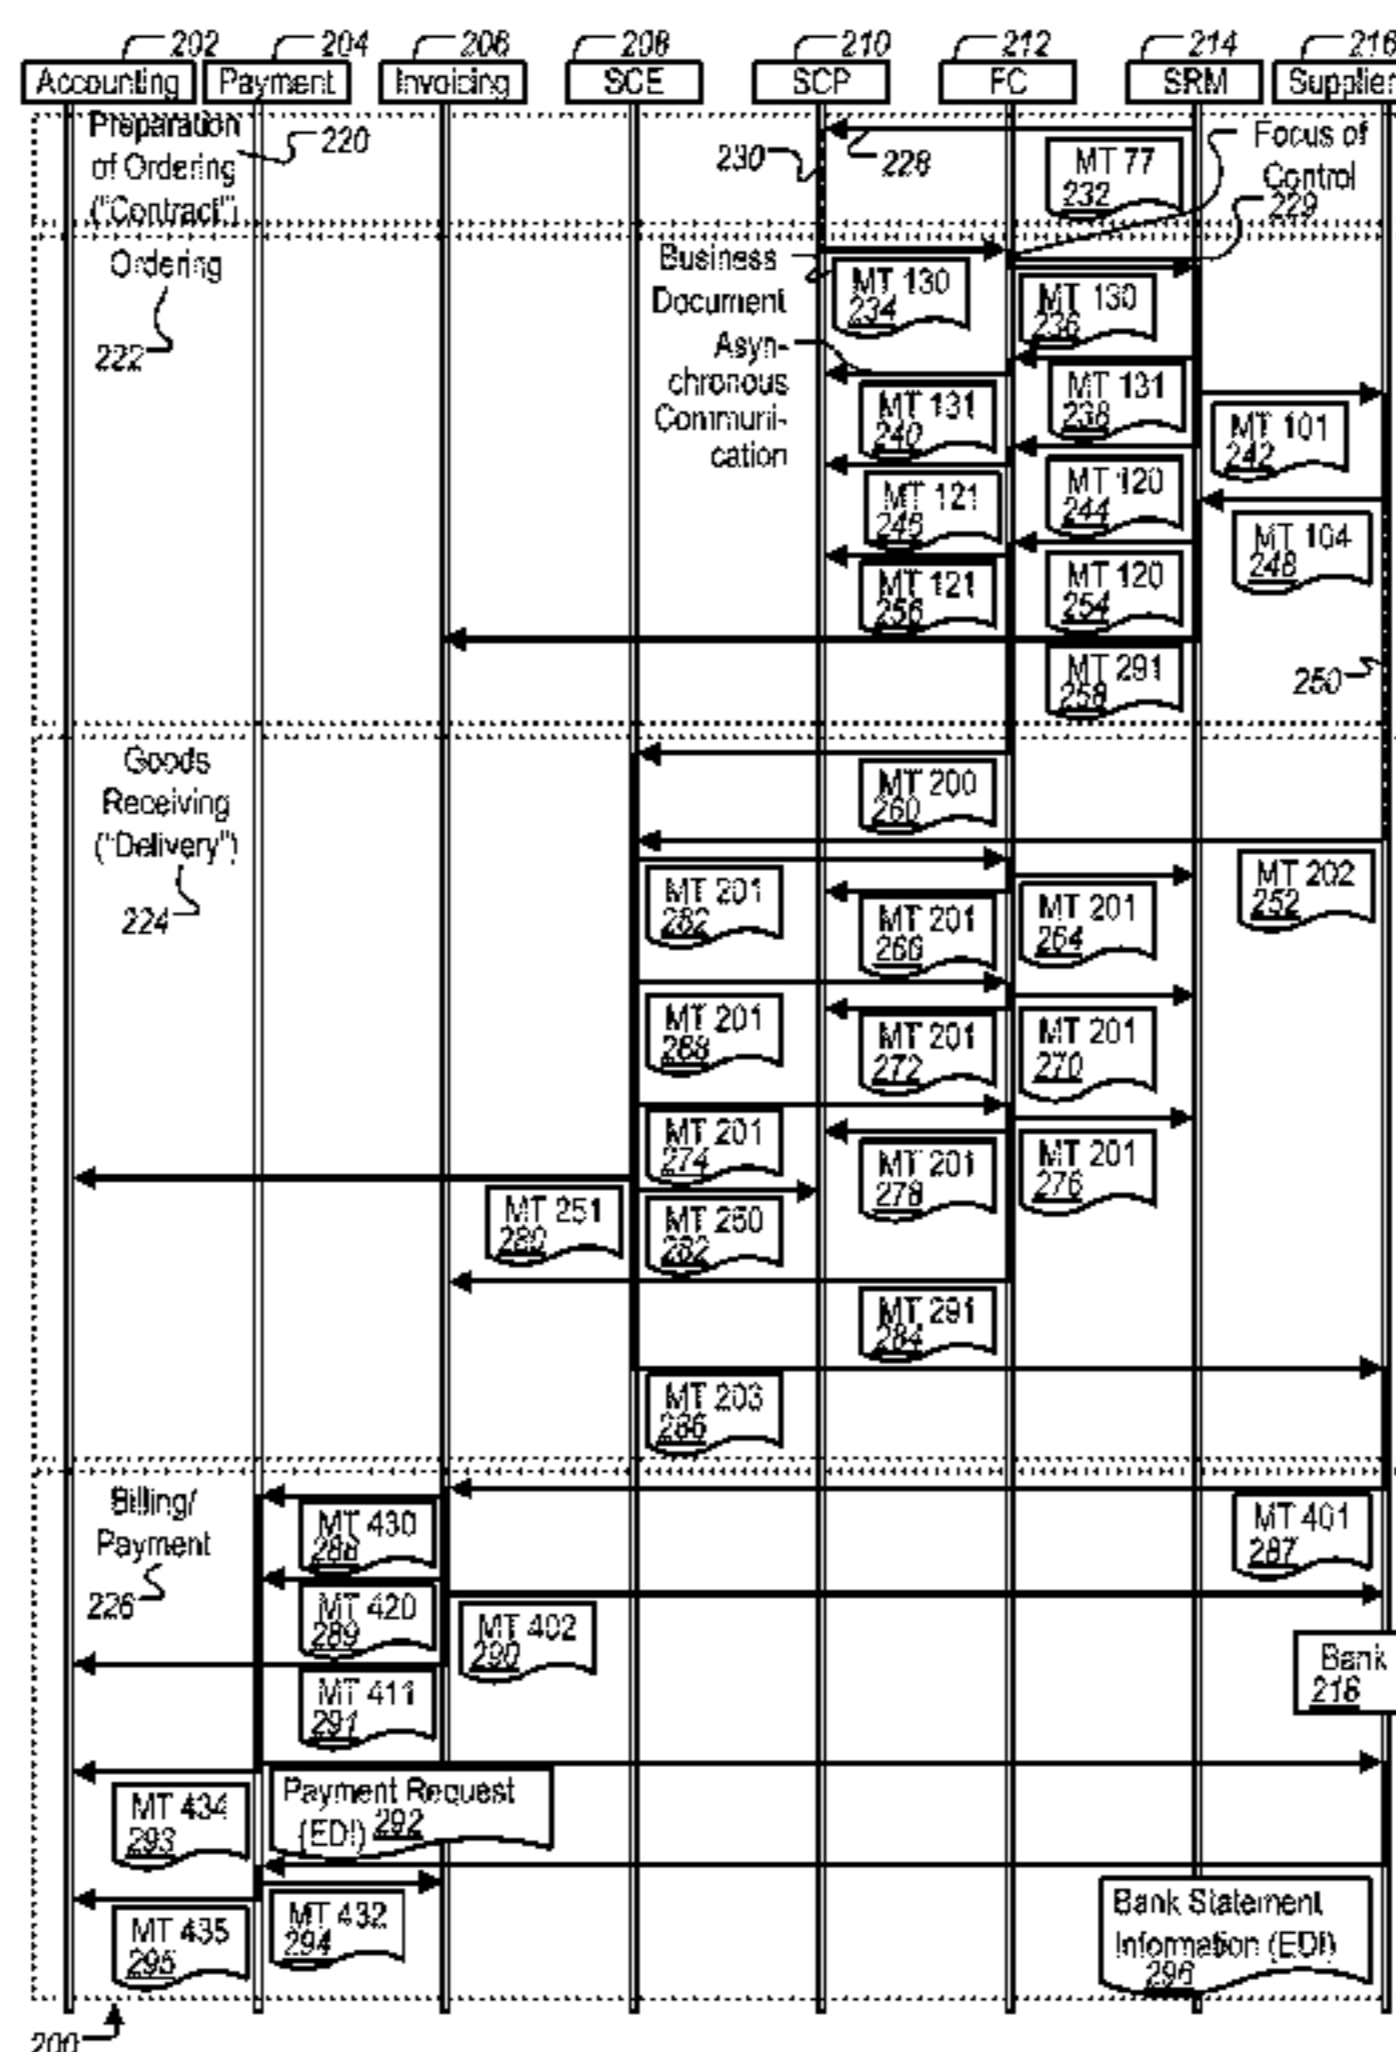 202 204 206 208 210 212 214 216
Accounting Payment Invoicing SCE SCP FC SRM Supplier
Preparation
of Ordering
("Contract")
220
230
228
MT 77
232
Focus of
Control
229
Ordering
222
Business
Document
MT 130
234
MT 130
236
Asyn-
chronous
Communi-
cation
MT 131
240
MT 131
238
MT 101
242
MT 121
246
MT 120
244
MT 104
248
MT 121
256
MT 120
254
MT 291
258
250
Goods
Receiving
("Delivery")
224
MT 200
260
MT 202
252
MT 201
262
MT 201
266
MT 201
264
MT 201
268
MT 201
272
MT 201
270
MT 201
274
MT 201
278
MT 201
276
MT 251
280
MT 250
282
MT 291
284
MT 203
286
Billing/
Payment
226
MT 430
288
MT 401
287
MT 420
289
MT 402
290
MT 411
291
Bank
218
MT 434
293
Payment Request
(EDI) 292
MT 435
295
MT 432
294
Bank Statement
Information (EDI)
296
200